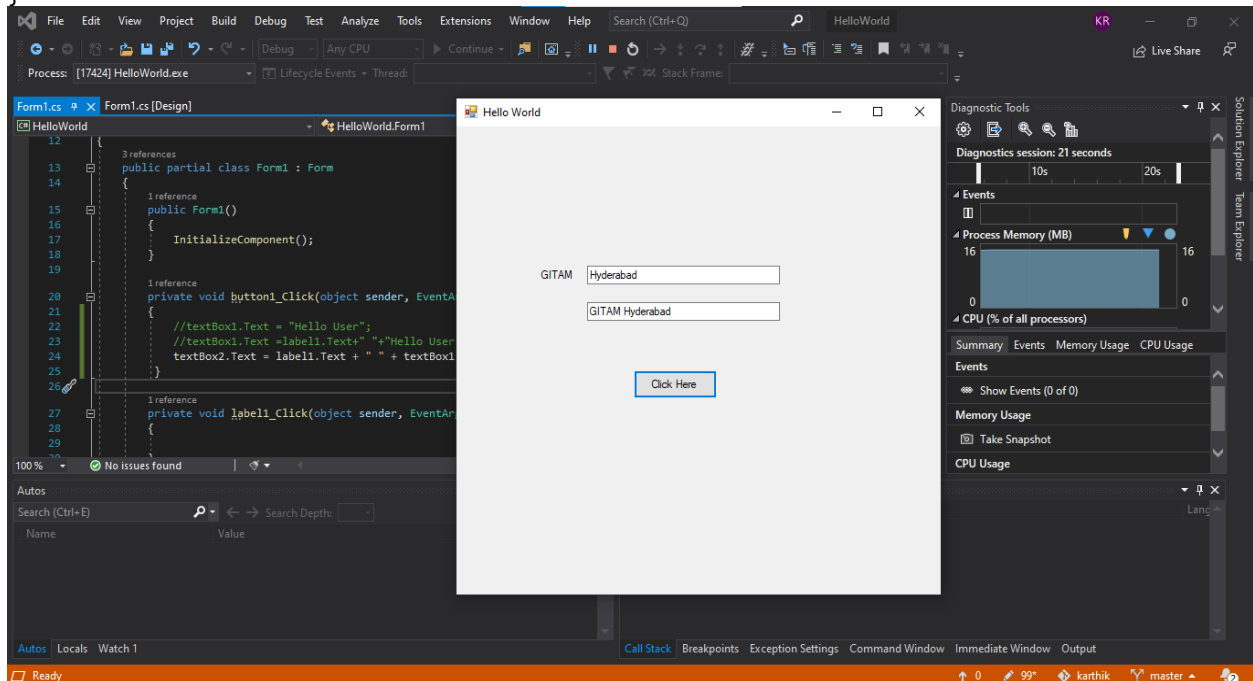 File Edit View Project Build Debug Test Analyze Tools Extensions Window Help Search (Ctrl+Q) HelloWorld KR
Debug Any CPU Continue Live Share
Process: [17424] HelloWorld.exe Lifecycle Events Thread: Stack Frame:
Form1.cs Form1.cs [Design]
HelloWorld HelloWorld.Form1
12 {
3 references
13 public partial class Form1 : Form
14 {
1 reference
15 public Form1()
16 {
17 InitializeComponent();
18 }
19
1 reference
20 private void button1_Click(object sender, EventA
21 {
22 //textBox1.Text = "Hello User";
23 //textBox1.Text =label1.Text+" "+"Hello User
24 textBox2.Text = label1.Text + " " + textBox1
25 }
26
1 reference
27 private void label1_Click(object sender, EventAr
28 {
29
30
100 % No issues found
Hello World
GITAM Hyderabad
GITAM Hyderabad
Click Here
Diagnostic Tools
Diagnostics session: 21 seconds
10s 20s
Events
Process Memory (MB)
16 16
0 0
CPU (% of all processors)
Summary Events Memory Usage CPU Usage
Events
Show Events (0 of 0)
Memory Usage
Take Snapshot
CPU Usage
Solution Explorer
Team Explorer
Autos
Search (Ctrl+E) Search Depth:
Name Value
Lang
Autos Locals Watch 1
Call Stack Breakpoints Exception Settings Command Window Immediate Window Output
Ready 0 99* karthik master 2